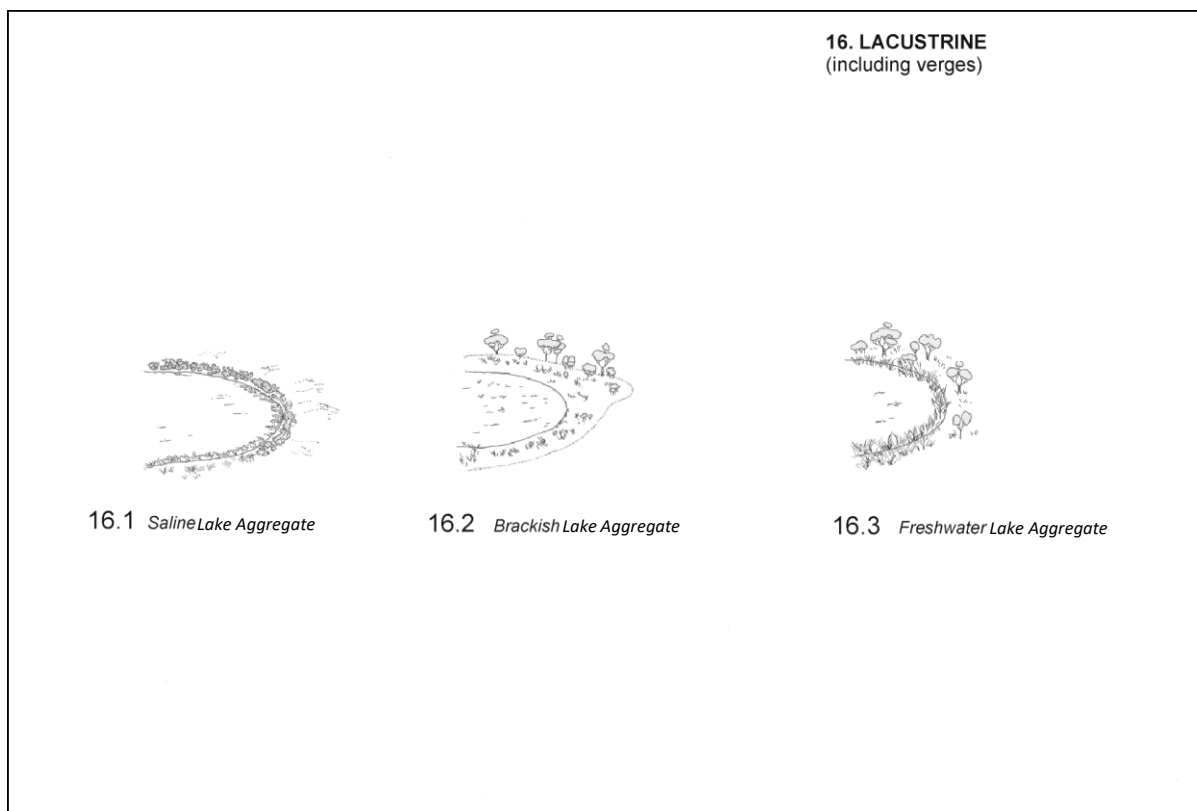 16. LACUSTRINE
(including verges)
16.1 Saline Lake Aggregate
16.2 Brackish Lake Aggregate
16.3 Freshwater Lake Aggregate